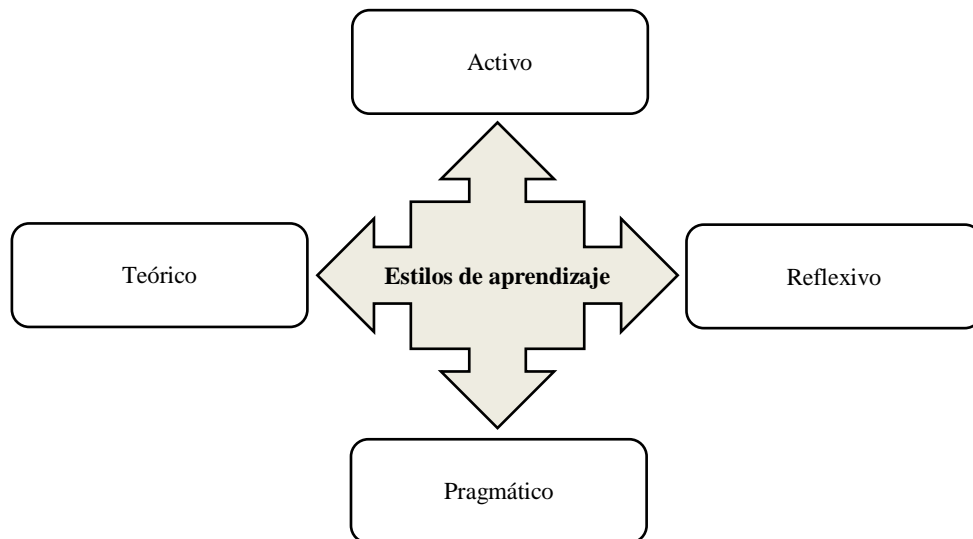 Activo
Teórico
Estilos de aprendizaje
Reflexivo
Pragmático